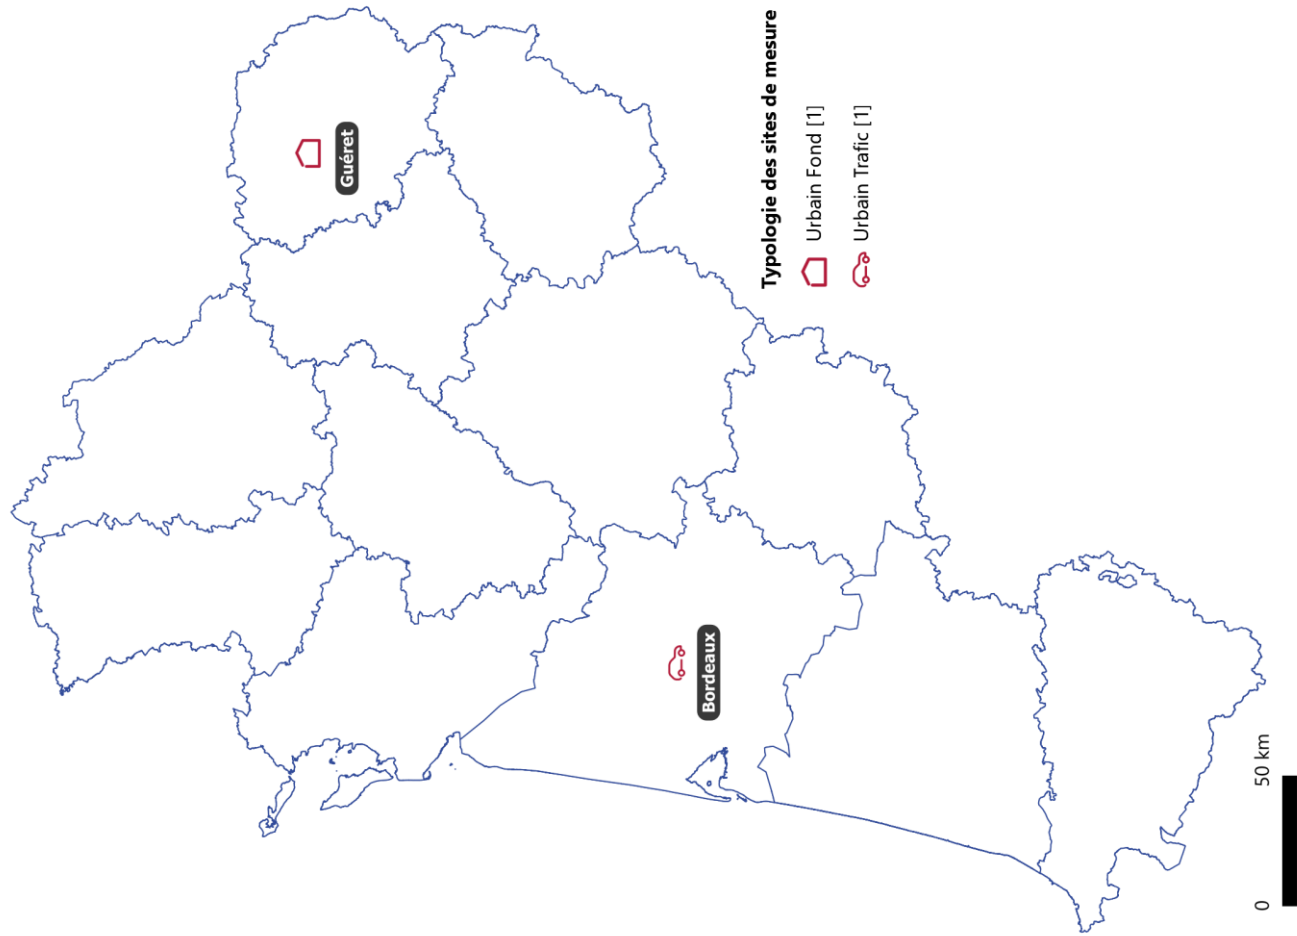 Guéret
Bordeaux
Typologie des sites de mesure
Urbain Fond [1]
Urbain Trafic [1]
0 50 km